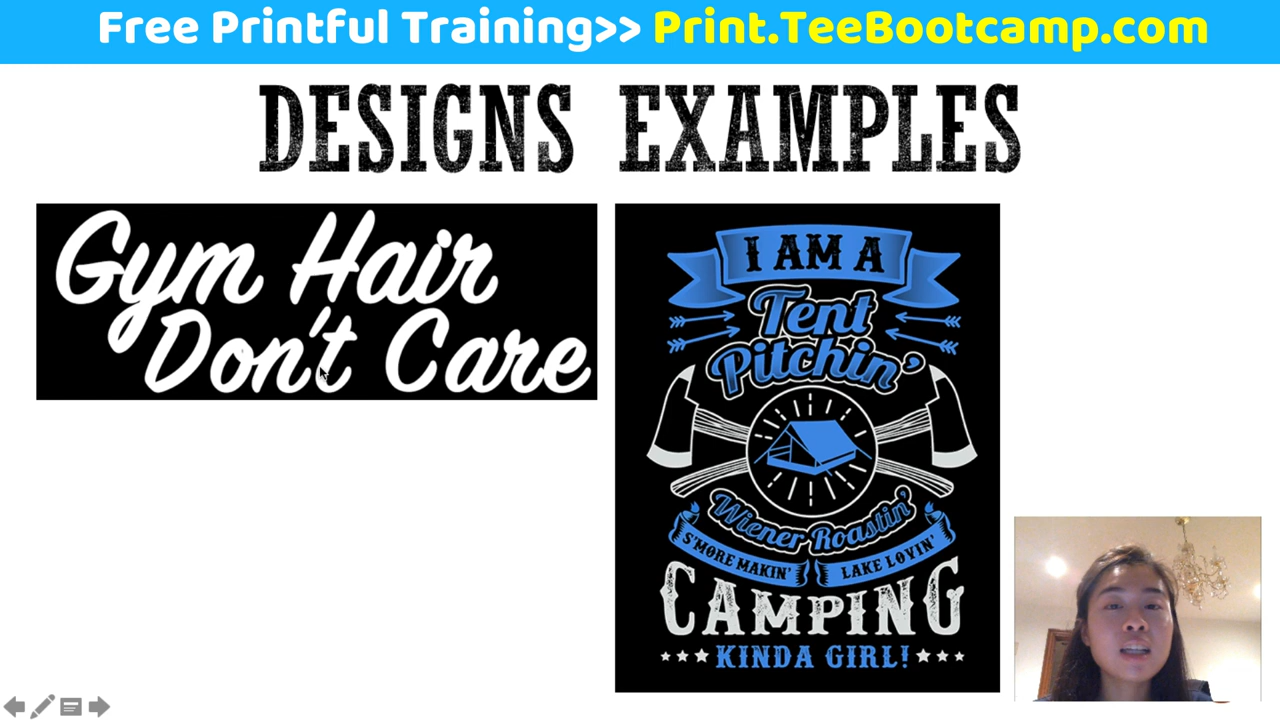 Free Printful Training>> Print.TeeBootcamp.com
DESIGNS EXAMPLES
Gym Hair
Don't Care
I AM A
Tent
Pitchin'
Wiener Roastin'
S'MORE MAKIN' LAKE LOVIN'
CAMPING
KINDA GIRL!